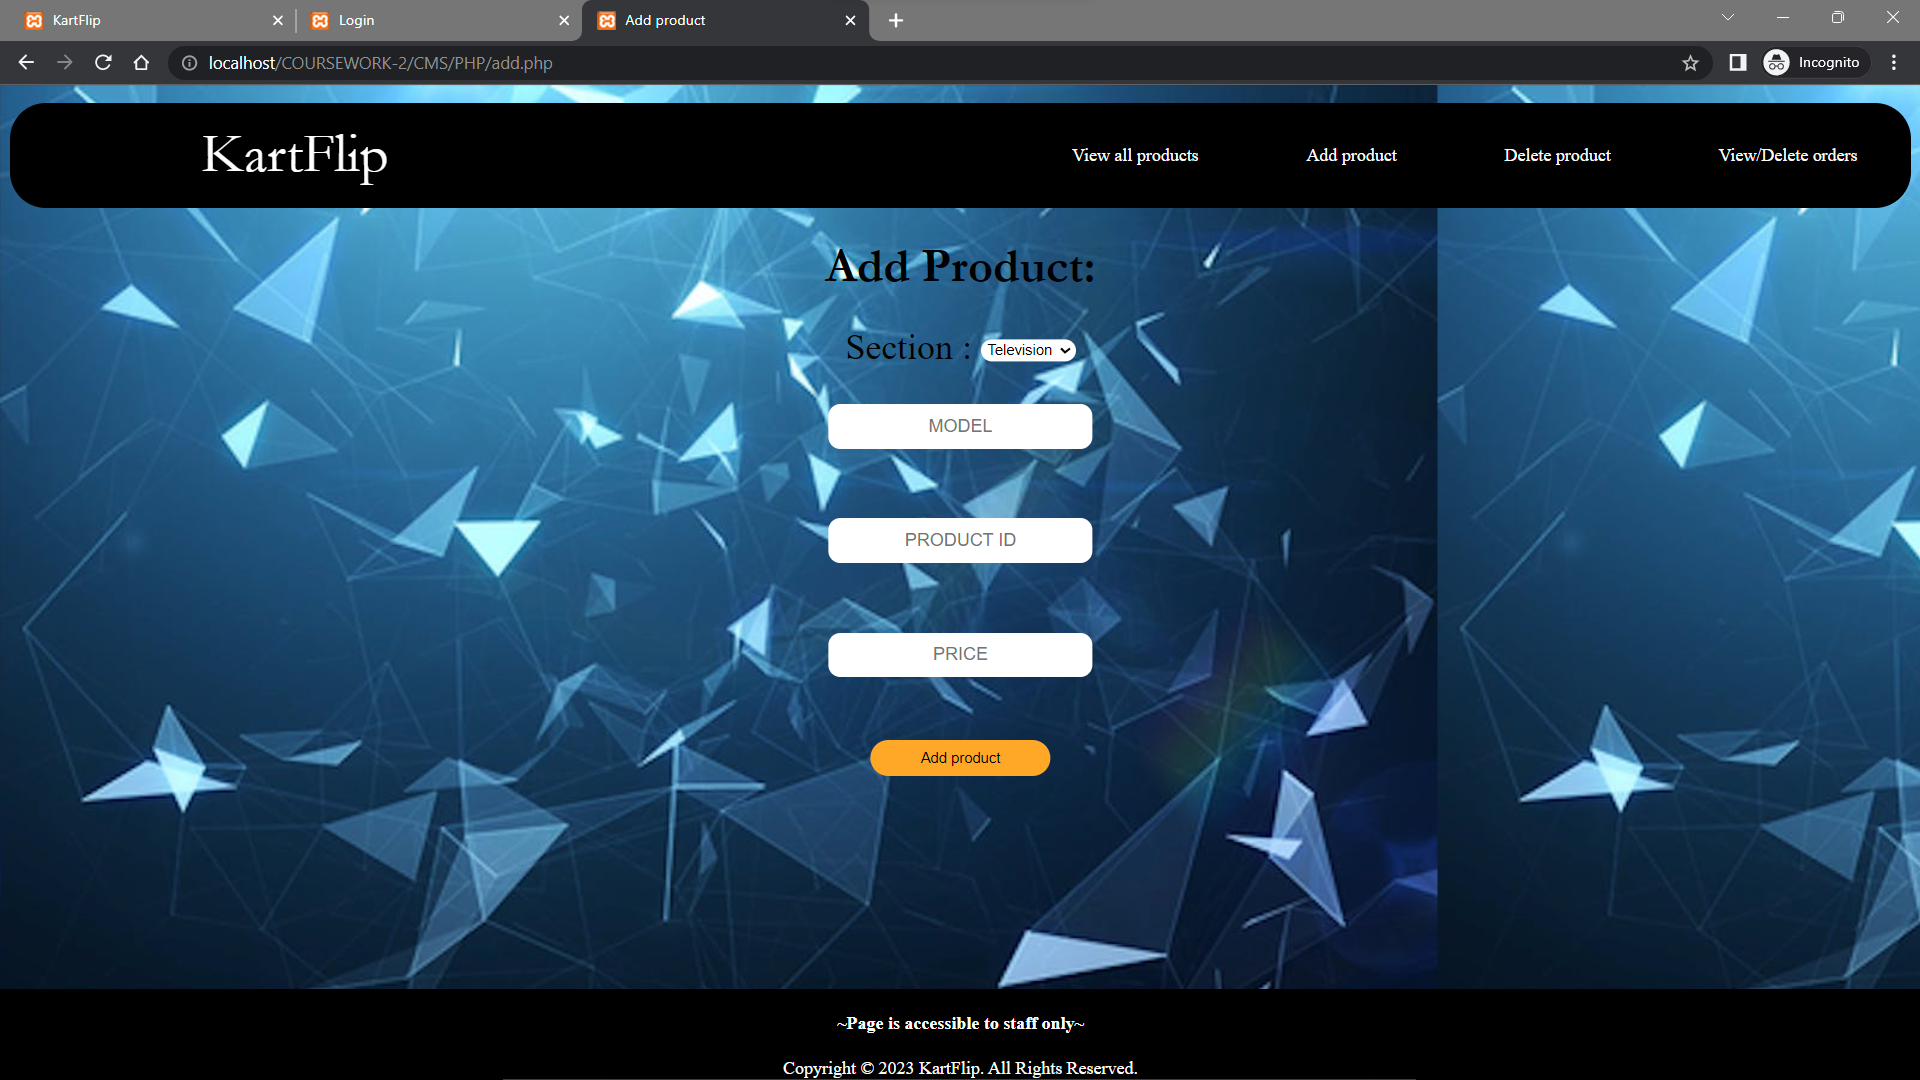 KartFlip
Login
Add product
localhost/COURSEWORK-2/CMS/PHP/add.php
Incognito
KartFlip
View all products
Add product
Delete product
View/Delete orders
Add Product:
Section : Television
MODEL
PRODUCT ID
PRICE
Add product
~Page is accessible to staff only~
Copyright © 2023 KartFlip. All Rights Reserved.